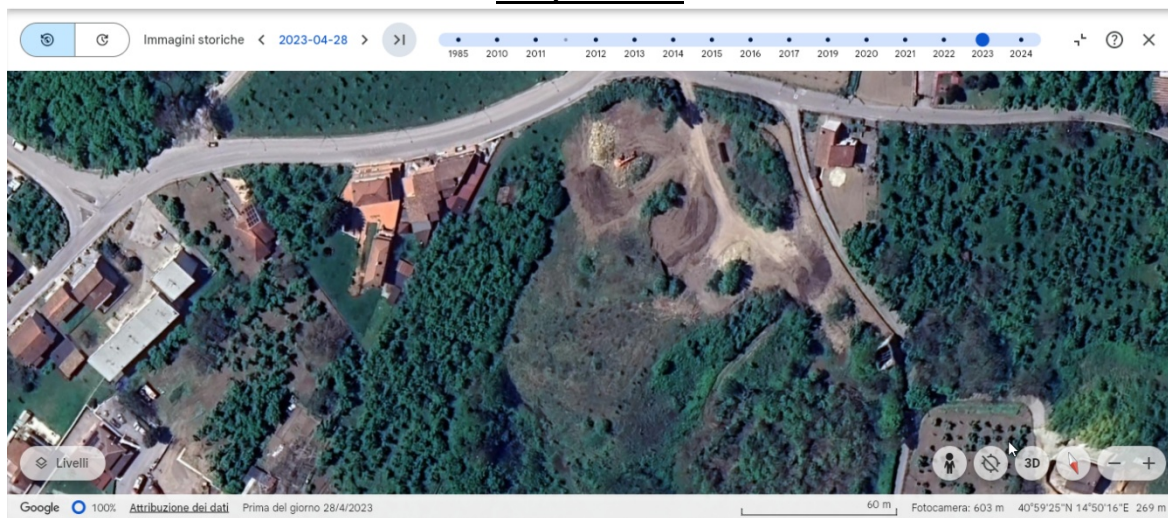 Immagini storiche 2023-04-28
1985 2010 2011 2012 2013 2014 2015 2016 2017 2019 2020 2021 2022 2023 2024
Livelli
3D
Google 100% Attribuzione dei dati Prima del giorno 28/4/2023 60 m Fotocamera: 603 m 40°59'25"N 14°50'16"E 269 m